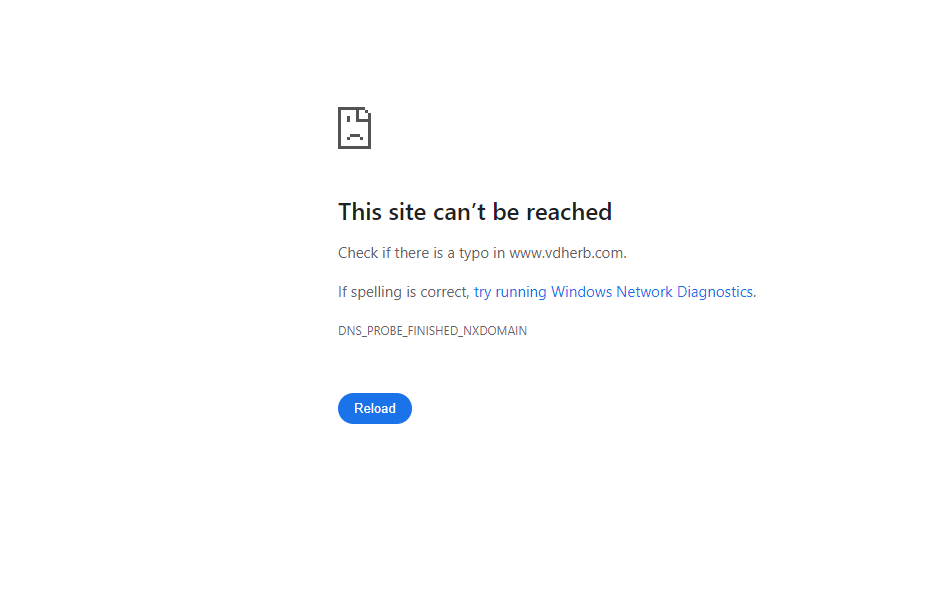 This site can’t be reached
Check if there is a typo in www.vdherb.com.
If spelling is correct, try running Windows Network Diagnostics.
DNS_PROBE_FINISHED_NXDOMAIN
Reload